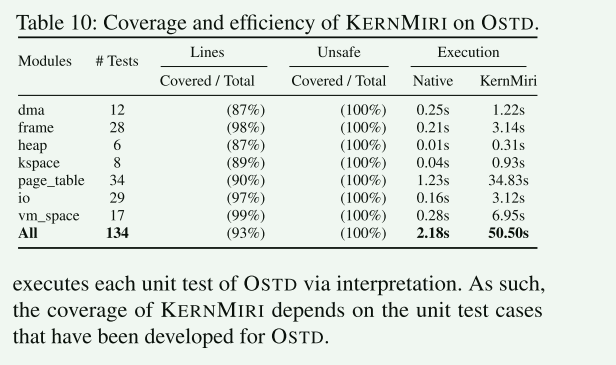 Table 10: Coverage and efficiency of KERNMIRI on OSTD.
Modules # Tests Lines Unsafe Execution
Covered / Total Covered / Total Native KernMiri
dma 12 (87%) (100%) 0.25s 1.22s
frame 28 (98%) (100%) 0.21s 3.14s
heap 6 (87%) (100%) 0.01s 0.31s
kspace 8 (89%) (100%) 0.04s 0.93s
page_table 34 (90%) (100%) 1.23s 34.83s
io 29 (97%) (100%) 0.16s 3.12s
vm_space 17 (99%) (100%) 0.28s 6.95s
All 134 (93%) (100%) 2.18s 50.50s
executes each unit test of OSTD via interpretation. As such,
the coverage of KERNMIRI depends on the unit test cases
that have been developed for OSTD.